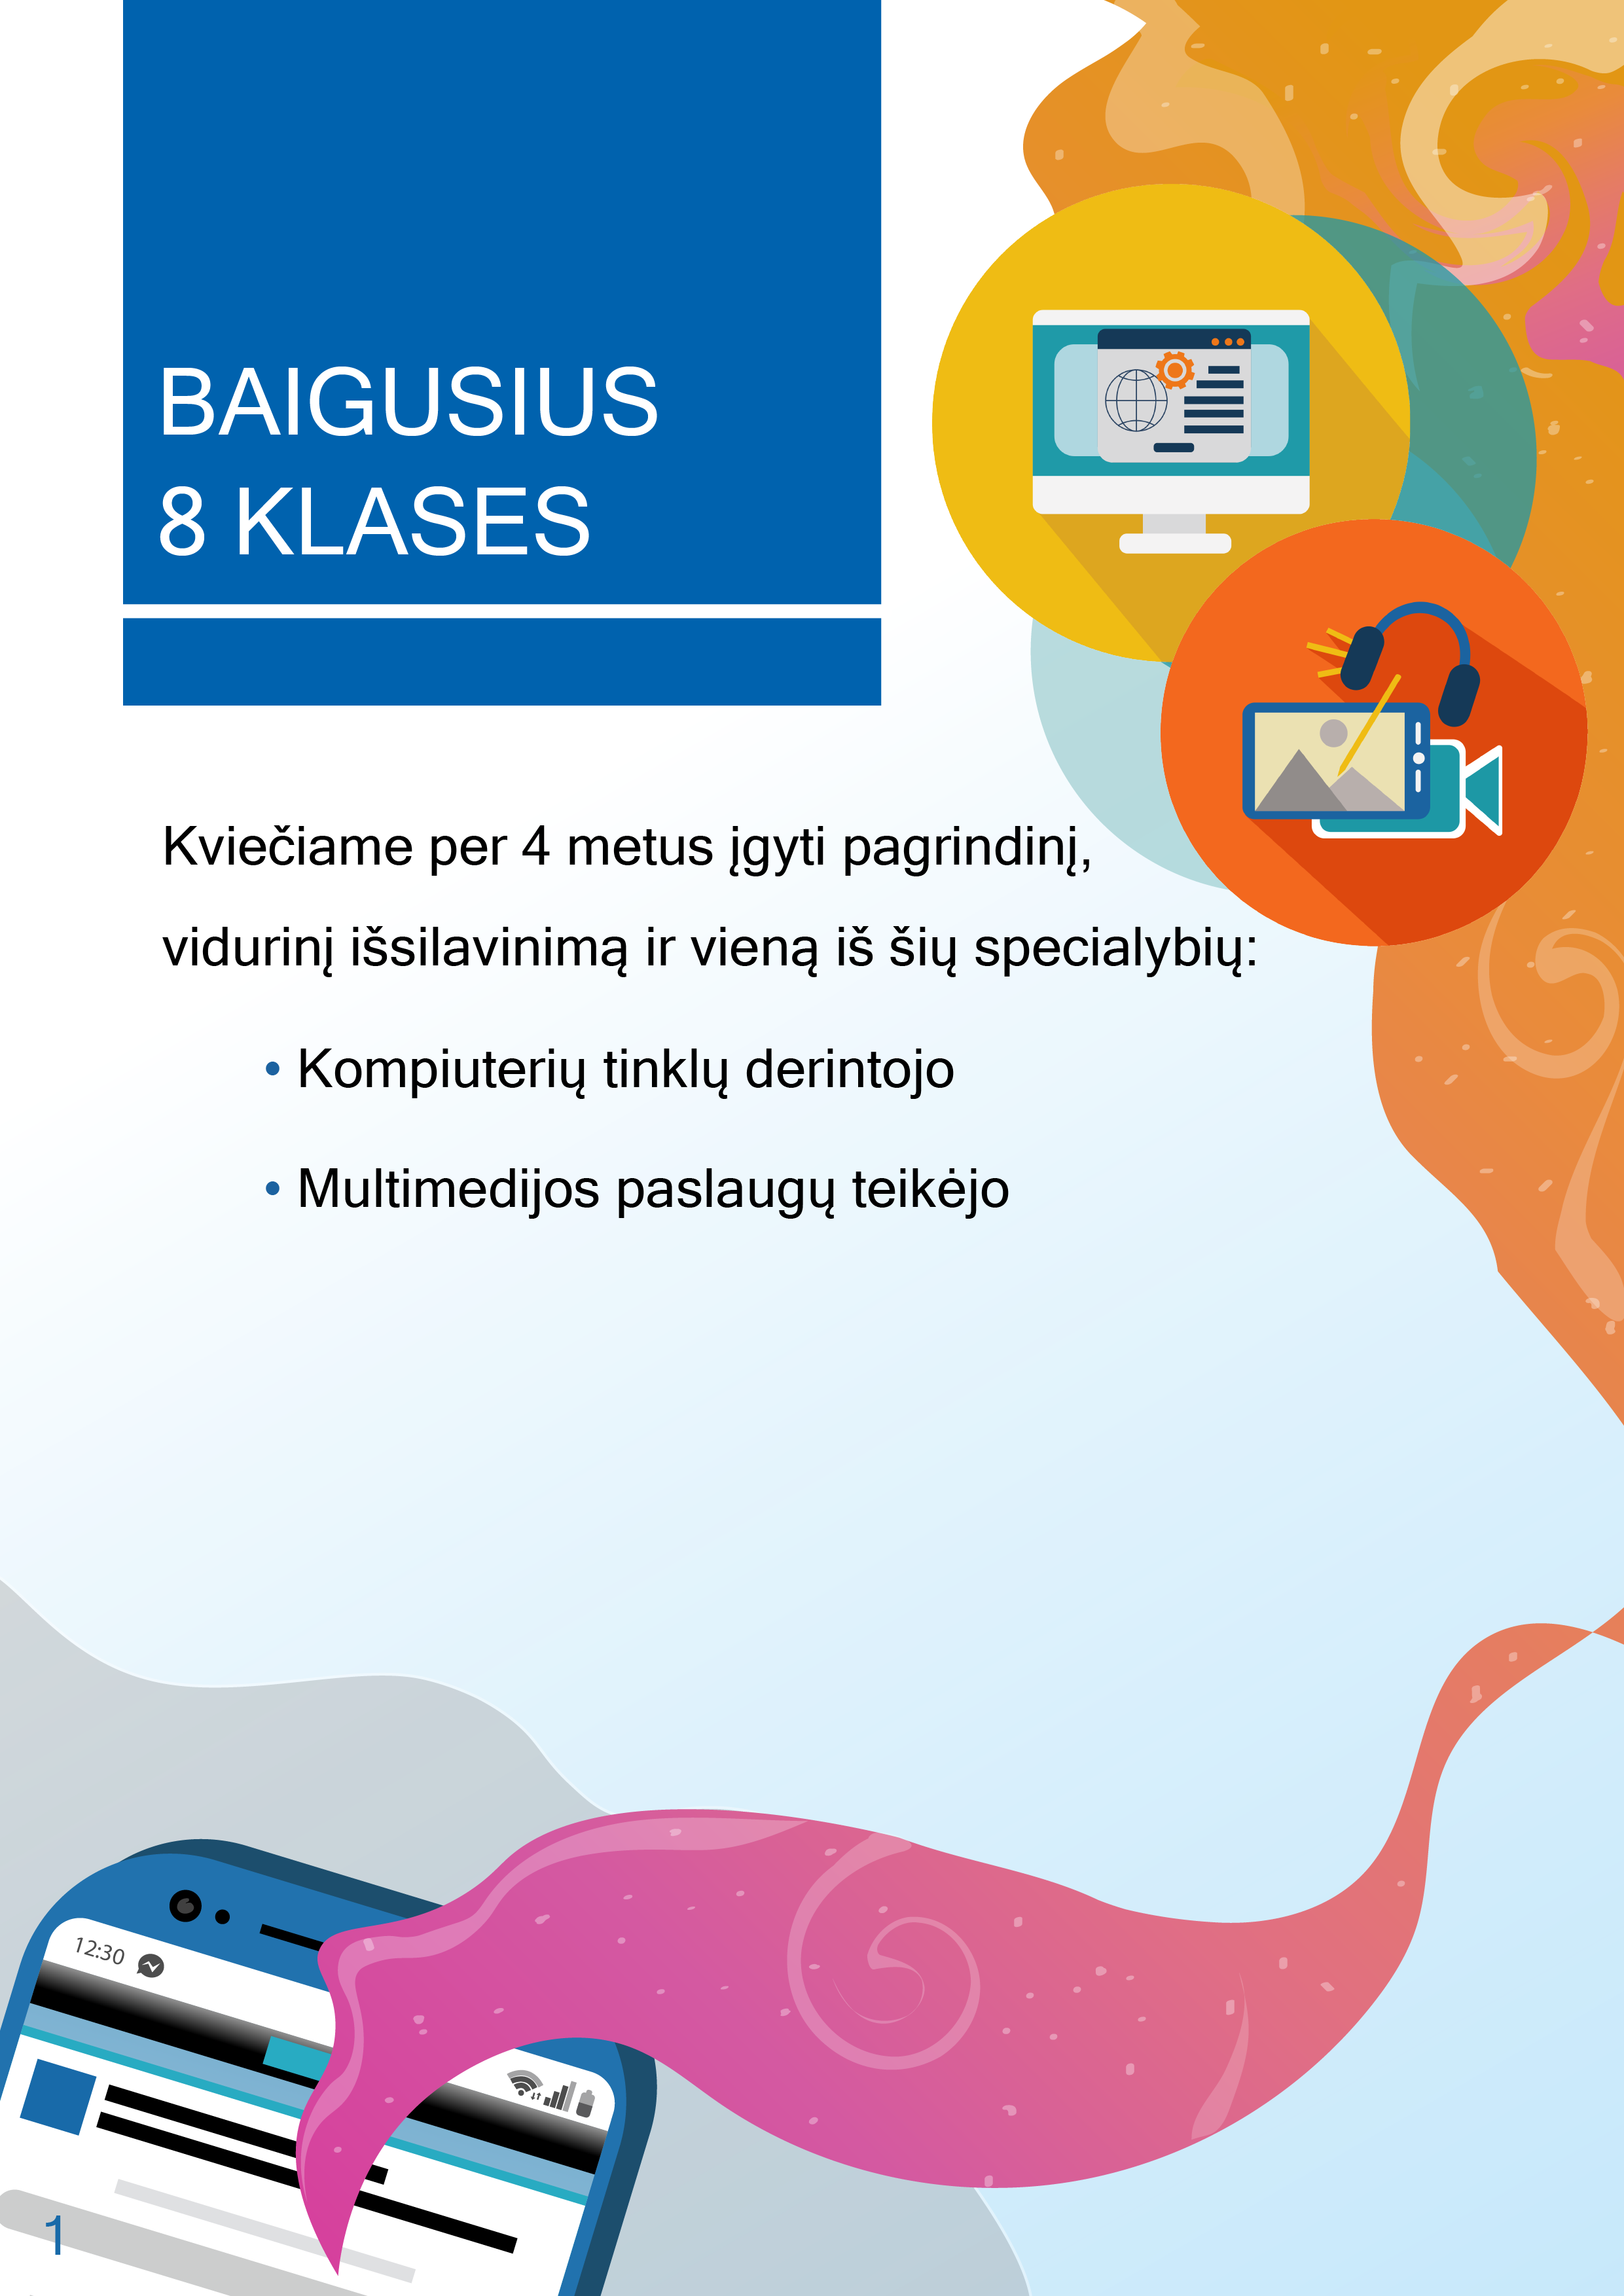 BAIGUSIUS
8 KLASES
Kviečiame per 4 metus įgyti pagrindinį,
vidurinį išsilavinimą ir vieną iš šių specialybių:
• Kompiuterių tinklų derintojo
• Multimedijos paslaugų teikėjo
12:30
1